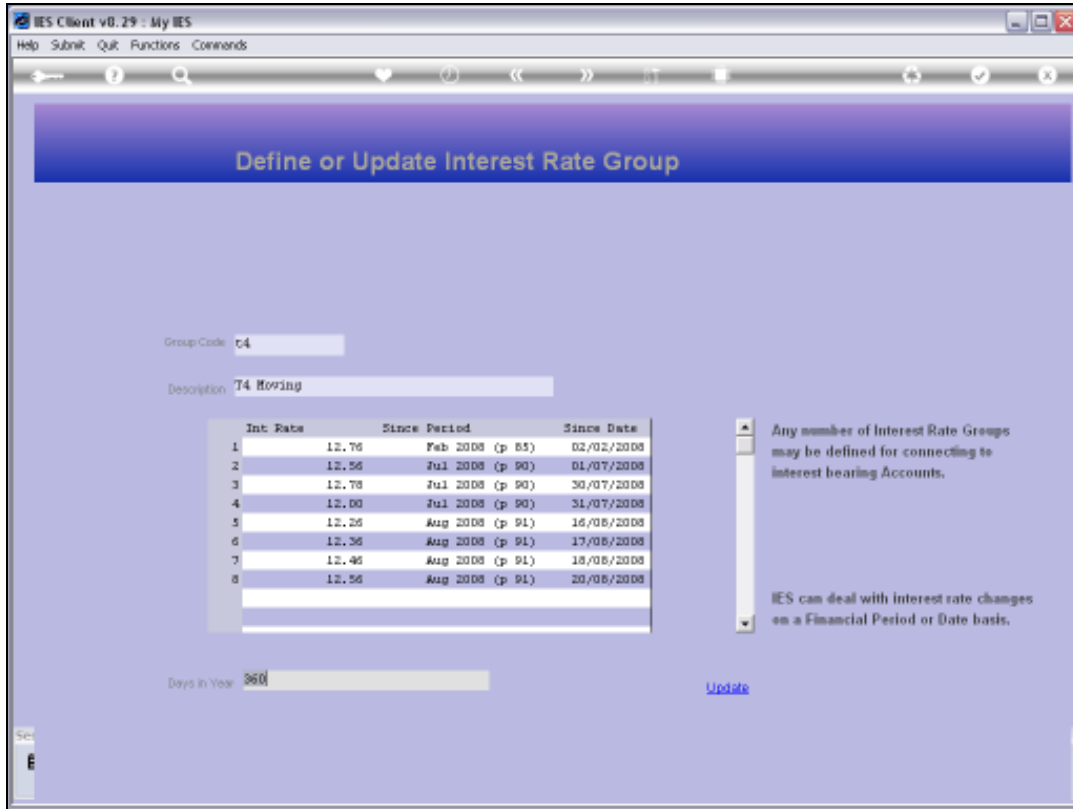 IES Client v8.29 : My IES
Help Submit Quit Functions Commands
Define or Update Interest Rate Group
Group Code t4
Description T4 Moving
Int Rate Since Period Since Date
1 12.76 Feb 2008 (p 85) 02/02/2008
2 12.56 Jul 2008 (p 90) 01/07/2008
3 12.78 Jul 2008 (p 90) 30/07/2008
4 12.00 Jul 2008 (p 90) 31/07/2008
5 12.26 Aug 2008 (p 91) 16/08/2008
6 12.36 Aug 2008 (p 91) 17/08/2008
7 12.46 Aug 2008 (p 91) 18/08/2008
8 12.56 Aug 2008 (p 91) 20/08/2008
Any number of Interest Rate Groups
may be defined for connecting to
interest bearing Accounts.
IES can deal with interest rate changes
on a Financial Period or Date basis.
Days in Year 360
Update